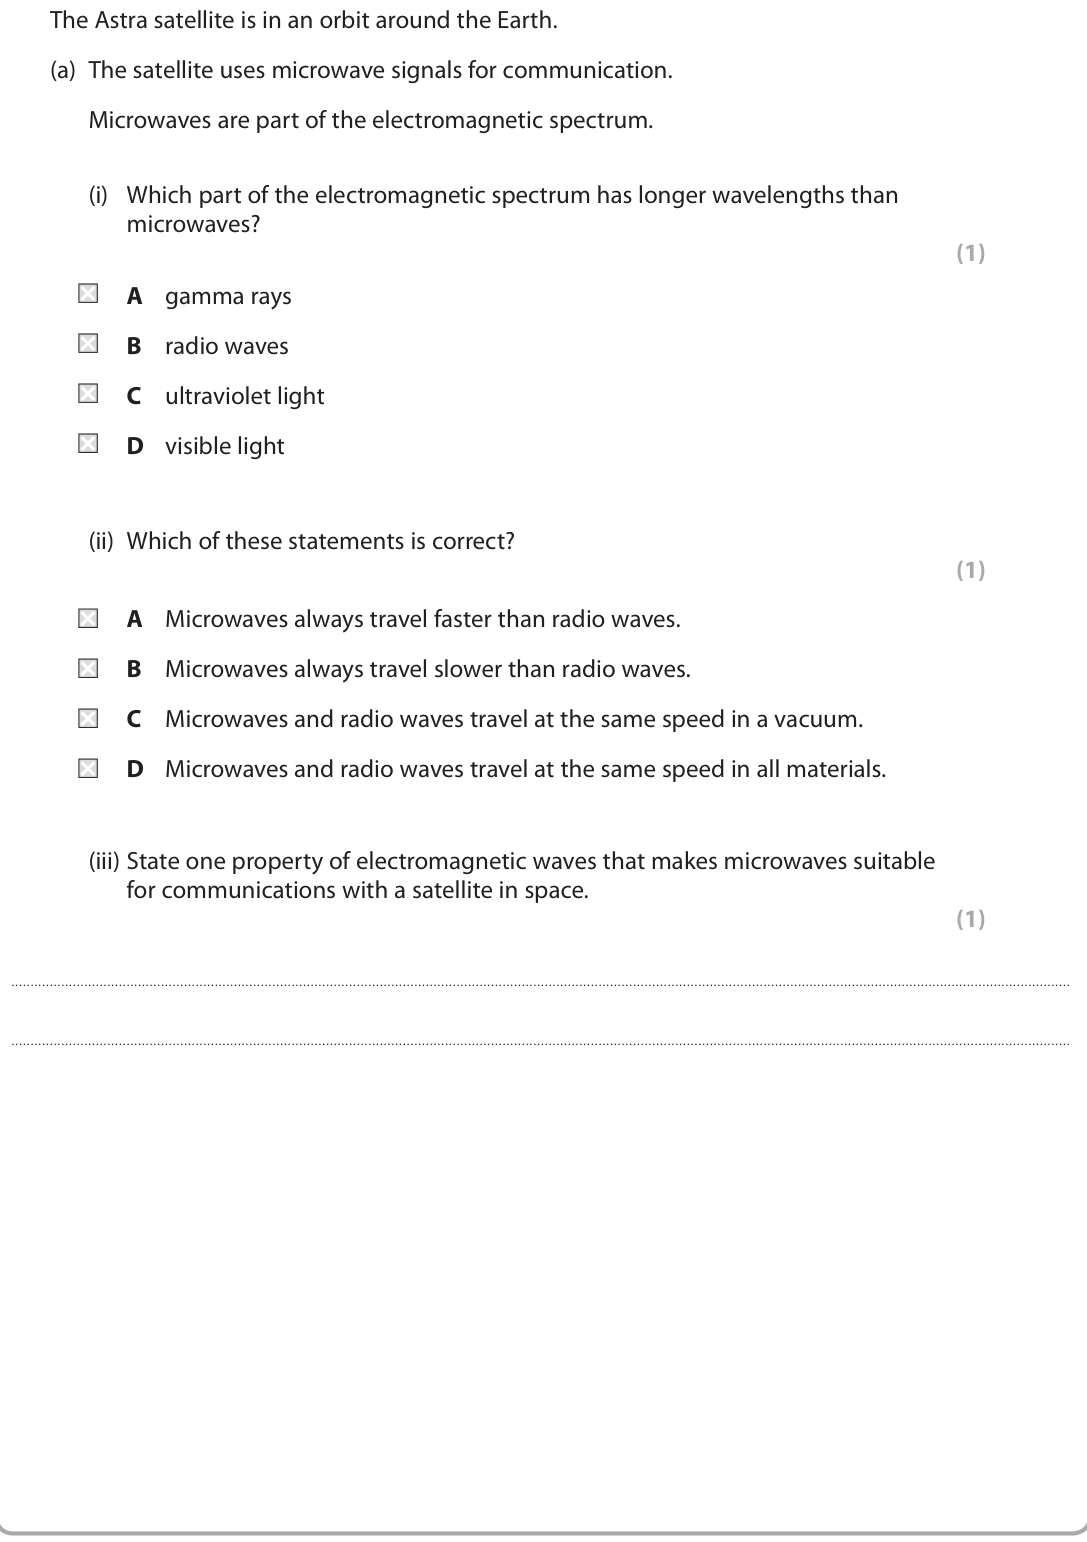 The Astra satellite is in an orbit around the Earth.
(a) The satellite uses microwave signals for communication.
Microwaves are part of the electromagnetic spectrum.
(i) Which part of the electromagnetic spectrum has longer wavelengths than
microwaves?
(1)
A gamma rays
B radio waves
C ultraviolet light
D visible light
(ii) Which of these statements is correct?
(1)
A Microwaves always travel faster than radio waves.
B Microwaves always travel slower than radio waves.
C Microwaves and radio waves travel at the same speed in a vacuum.
D Microwaves and radio waves travel at the same speed in all materials.
(iii) State one property of electromagnetic waves that makes microwaves suitable
for communications with a satellite in space.
(1)